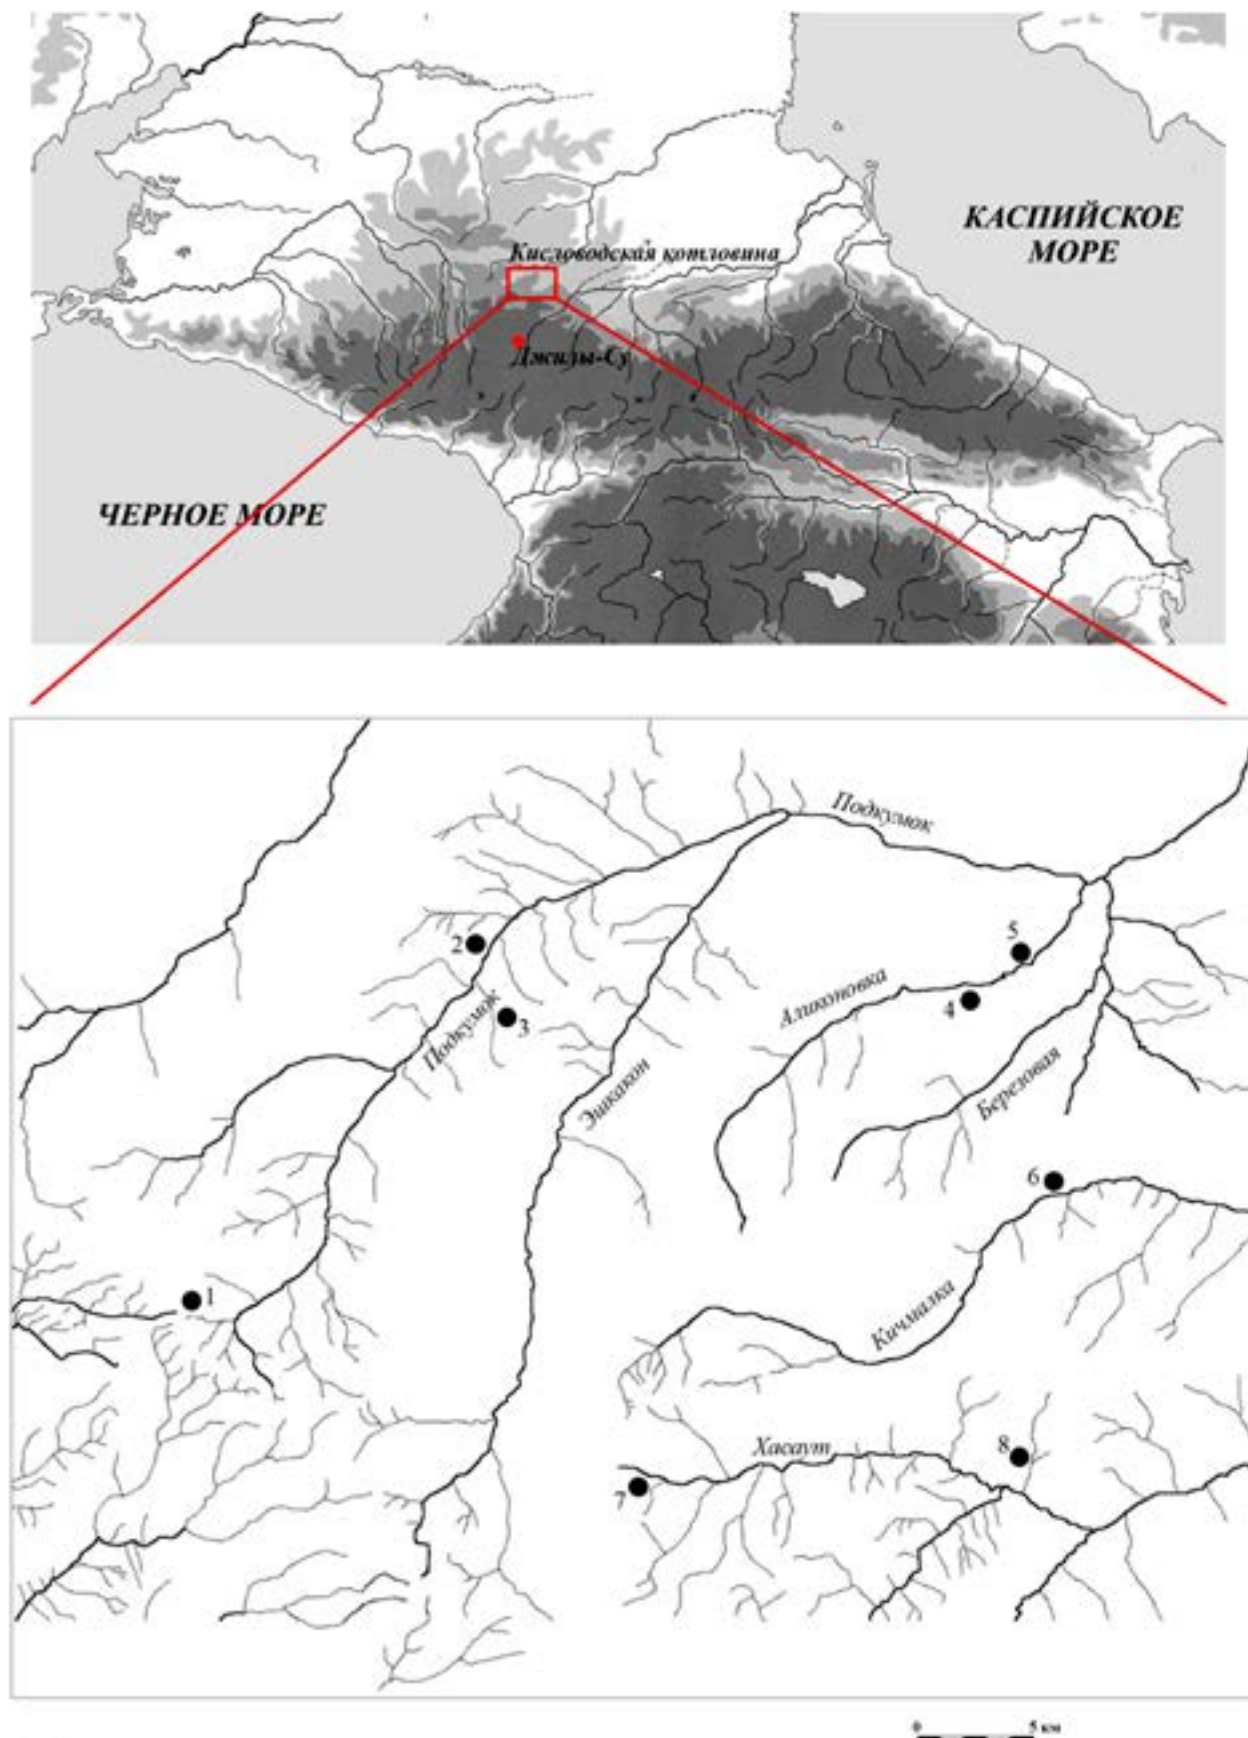 КАСПИЙСКОЕ
МОРЕ
Кисловодская котловина
Джилы-Су
ЧЕРНОЕ МОРЕ
Подкумок
5
2
Аликоновка
4
3
Подкумок
Эшкакон
Березовая
6
1
Кичмалка
Хасаут
8
7
0
5 км